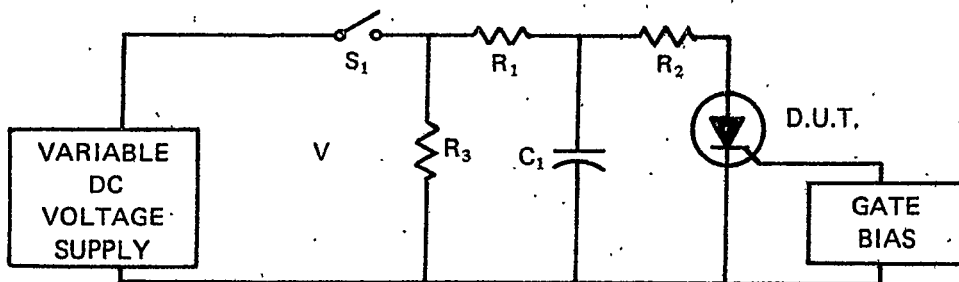 S₁
R₁
R₂
D.U.T.
VARIABLE
DC
VOLTAGE
SUPPLY
V
R₃
C₁
GATE
BIAS